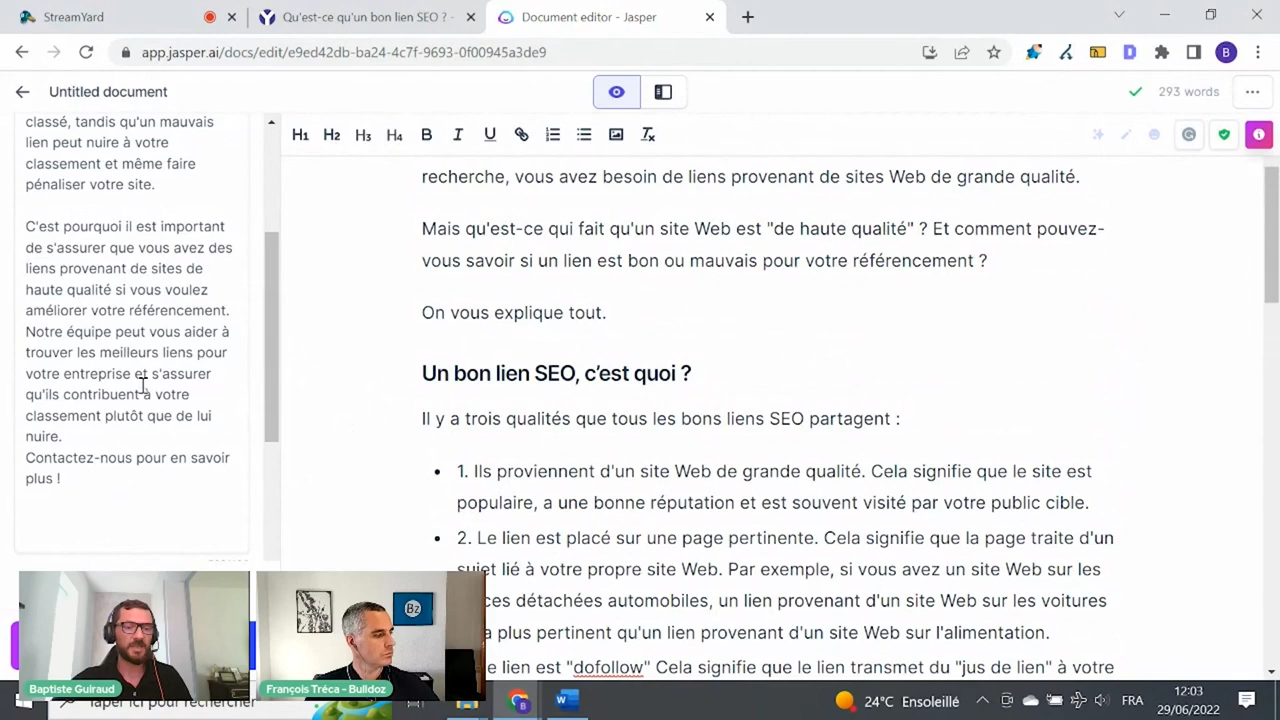 StreamYard
Qu'est-ce qu'un bon lien SEO ? -
Document editor - Jasper
app.jasper.ai/docs/edit/e9ed42db-ba24-4c7f-9693-0f00945a3de9
B
Untitled document
293 words
H1 H2 H3 H4 B I U
classé, tandis qu'un mauvais
lien peut nuire à votre
classement et même faire
pénaliser votre site.
C'est pourquoi il est important
de s'assurer que vous avez des
liens provenant de sites de
haute qualité si vous voulez
améliorer votre référencement.
Notre équipe peut vous aider à
trouver les meilleurs liens pour
votre entreprise et s'assurer
qu'ils contribuent à votre
classement plutôt que de lui
nuire.
Contactez-nous pour en savoir
plus !
recherche, vous avez besoin de liens provenant de sites Web de grande qualité.
Mais qu'est-ce qui fait qu'un site Web est "de haute qualité" ? Et comment pouvez-
vous savoir si un lien est bon ou mauvais pour votre référencement ?
On vous explique tout.
Un bon lien SEO, c’est quoi ?
Il y a trois qualités que tous les bons liens SEO partagent :
• 1. Ils proviennent d'un site Web de grande qualité. Cela signifie que le site est
populaire, a une bonne réputation et est souvent visité par votre public cible.
• 2. Le lien est placé sur une page pertinente. Cela signifie que la page traite d'un
sujet lié à votre propre site Web. Par exemple, si vous avez un site Web sur les
ces détachées automobiles, un lien provenant d'un site Web sur les voitures
a plus pertinent qu'un lien provenant d'un site Web sur l'alimentation.
e lien est "dofollow" Cela signifie que le lien transmet du "jus de lien" à votre
Bz
Baptiste Guiraud
François Tréca - Bulldoz
Taper ici pour rechercher
24°C Ensoleillé
FRA
12:03
29/06/2022